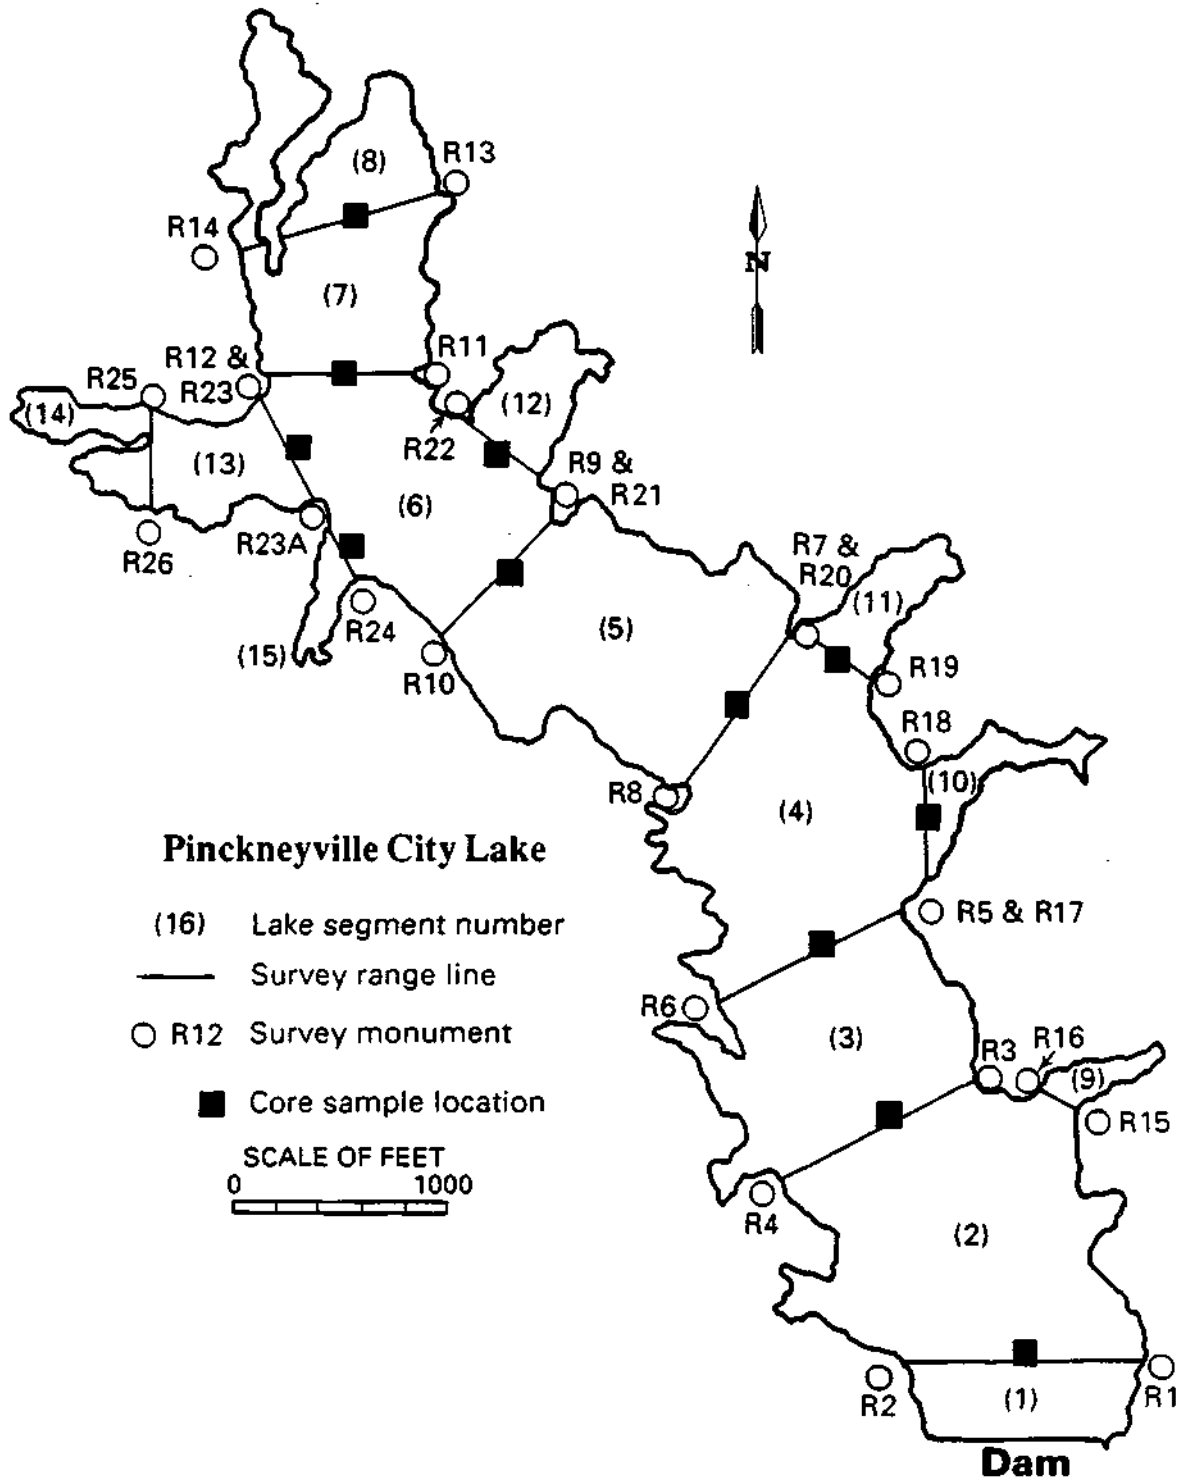 (8)
R13
R14
N
(7)
R12 &
R23
R11
R25
(14)
(12)
R22
(13)
R9 &
R21
(6)
R23A
R26
R7 &
R20
(11)
(5)
R24
(15)
R10
R19
R18
(10)
R8
(4)
Pinckneyville City Lake
(16) Lake segment number
Survey range line
R12 Survey monument
Core sample location
SCALE OF FEET
0 1000
R5 & R17
R6
(3)
R3
R16
(9)
R15
R4
(2)
R2
(1)
R1
Dam